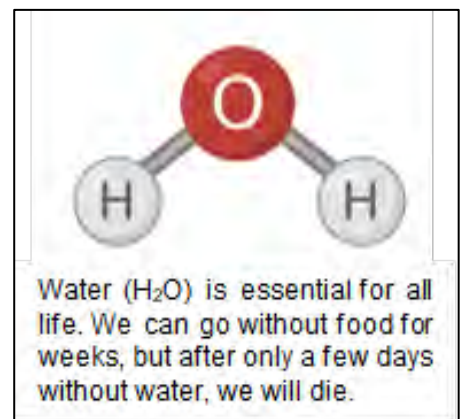 O
H H
Water (H₂O) is essential for all
life. We can go without food for
weeks, but after only a few days
without water, we will die.